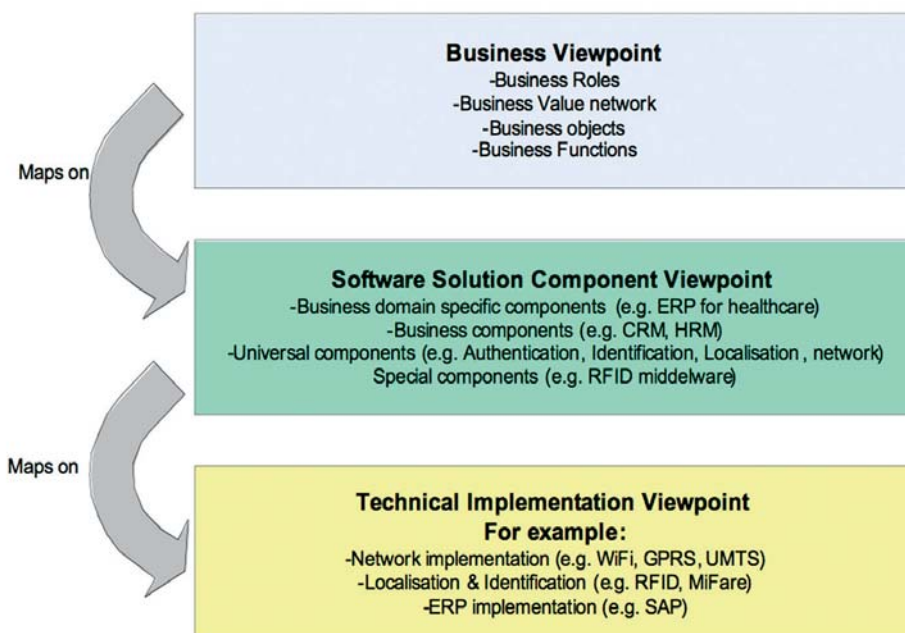 Business Viewpoint
-Business Roles
-Business Value network
-Business objects
-Business Functions
Maps on
Software Solution Component Viewpoint
-Business domain specific components (e.g. ERP for healthcare)
-Business components (e.g. CRM, HRM)
-Universal components (e.g. Authentication, Identification, Localisation , network)
Special components (e.g. RFID middelware)
Maps on
Technical Implementation Viewpoint
For example:
-Network implementation (e.g. WiFi, GPRS, UMTS)
-Localisation & Identification (e.g. RFID, MiFare)
-ERP implementation (e.g. SAP)